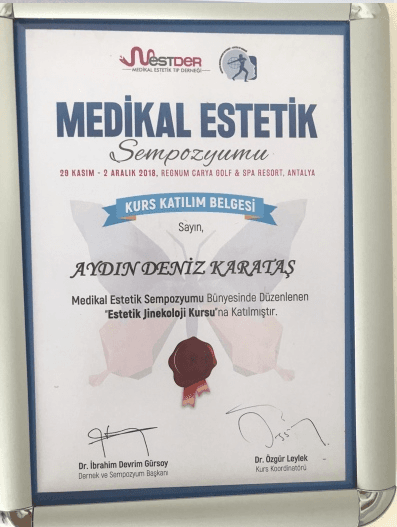 NESTDER
MEDİKAL ESTETİK TIP DERNEĞİ
MEDİKAL ESTETİK
Sempozyumu
29 KASIM - 2 ARALIK 2018, REGNUM CARYA GOLF & SPA RESORT, ANTALYA
KURS KATILIM BELGESİ
Sayın,
AYDIN DENİZ KARATAŞ
Medikal Estetik Sempozyumu Bünyesinde Düzenlenen
"Estetik Jinekoloji Kursu"na Katılmıştır.
Dr. İbrahim Devrim Gürsoy
Dernek ve Sempozyum Başkanı
Dr. Özgür Leylek
Kurs Koordinatörü